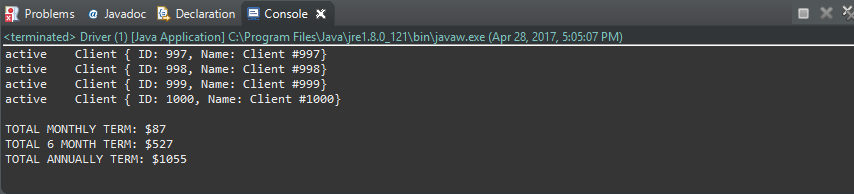 Problems Javadoc Declaration Console
<terminated> Driver (1) [Java Application] C:\Program Files\Java\jre1.8.0_121\bin\javaw.exe (Apr 28, 2017, 5:05:07 PM)
active    Client { ID: 997, Name: Client #997}
active    Client { ID: 998, Name: Client #998}
active    Client { ID: 999, Name: Client #999}
active    Client { ID: 1000, Name: Client #1000}
TOTAL MONTHLY TERM: $87
TOTAL 6 MONTH TERM: $527
TOTAL ANNUALLY TERM: $1055